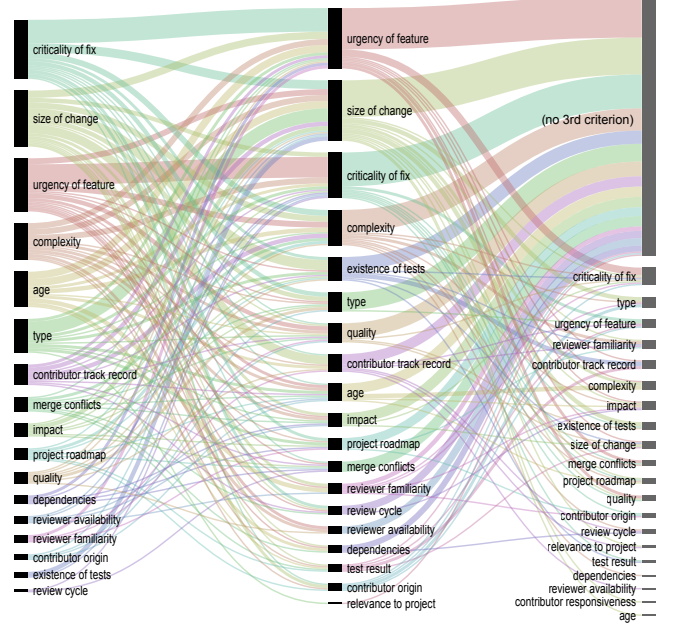 criticality of fix
size of change
urgency of feature
complexity
age
type
contributor track record
merge conflicts
impact
project roadmap
quality
dependencies
reviewer availability
reviewer familiarity
contributor origin
existence of tests
review cycle
urgency of feature
size of change
criticality of fix
complexity
existence of tests
type
quality
contributor track record
age
impact
project roadmap
merge conflicts
reviewer familiarity
review cycle
reviewer availability
dependencies
test result
contributor origin
relevance to project
(no 3rd criterion)
criticality of fix
type
urgency of feature
reviewer familiarity
contributor track record
complexity
impact
existence of tests
size of change
merge conflicts
project roadmap
quality
contributor origin
review cycle
relevance to project
test result
dependencies
reviewer availability
contributor responsiveness
age